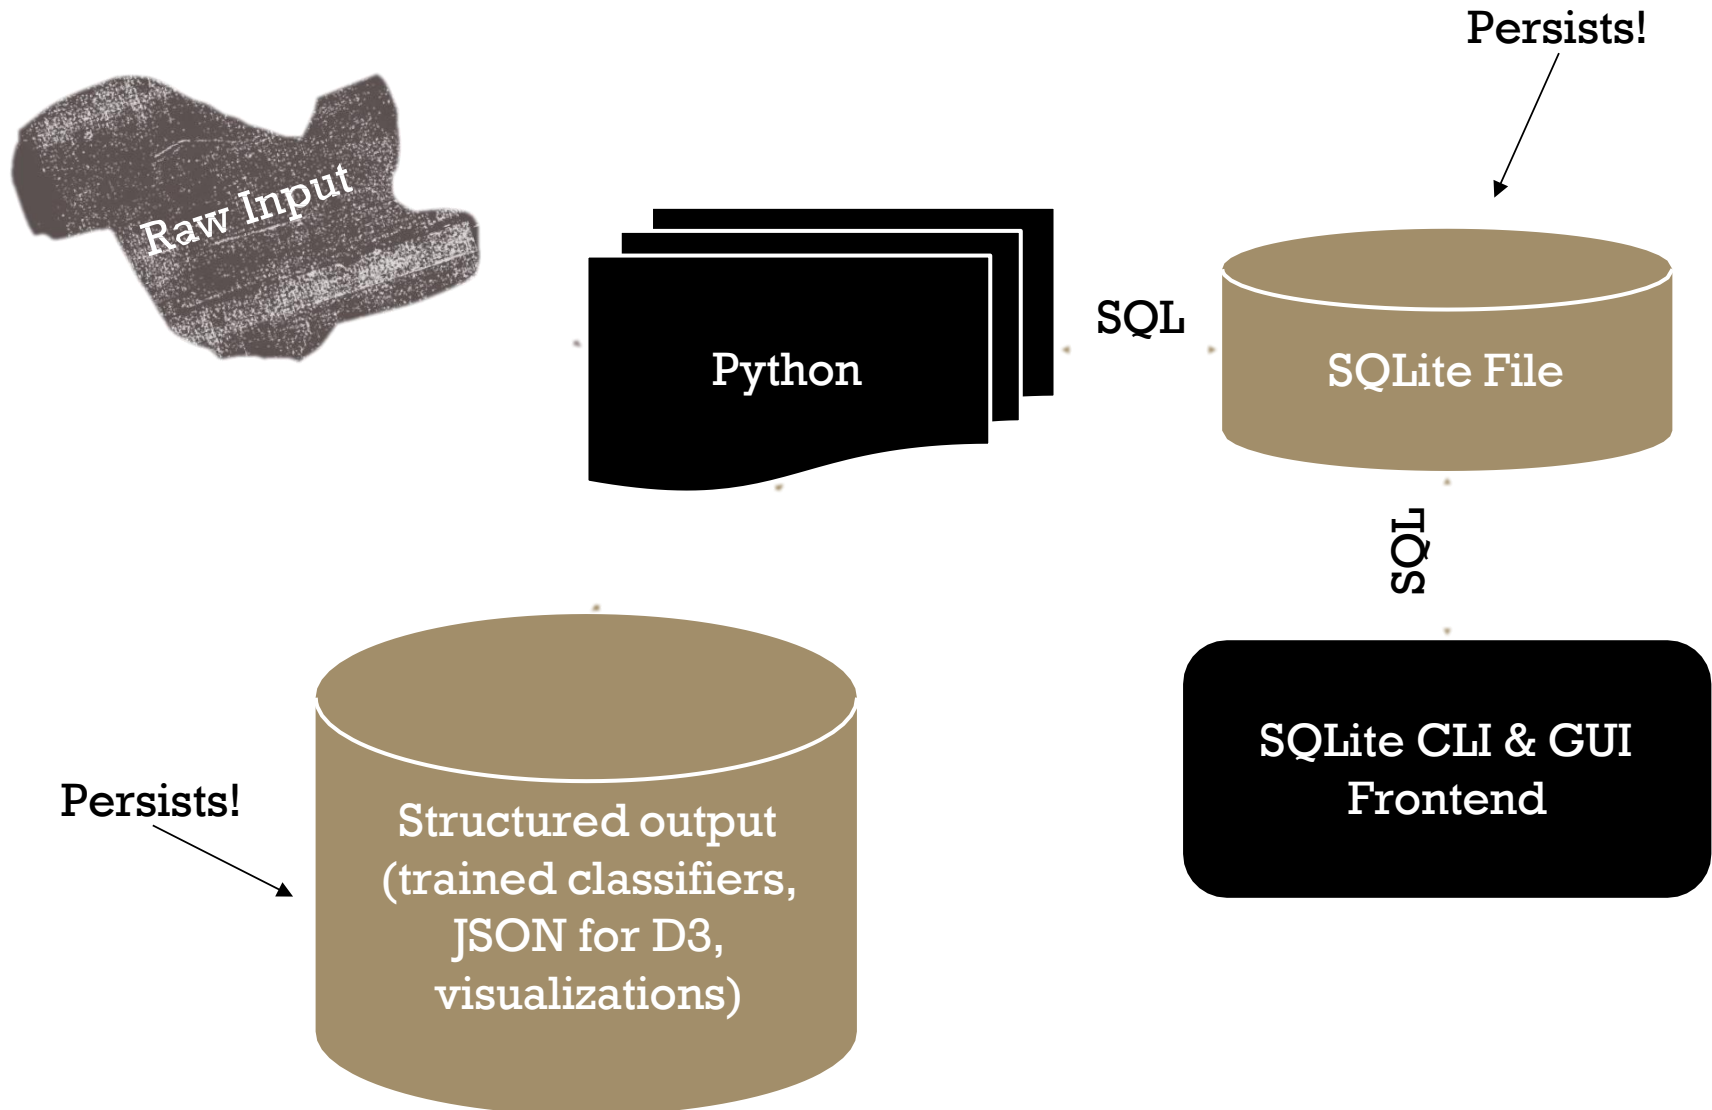 Persists!
Raw Input
Python
SQL
SQLite File
SQL
SQLite CLI & GUI
Frontend
Persists!
Structured output
(trained classifiers,
JSON for D3,
visualizations)